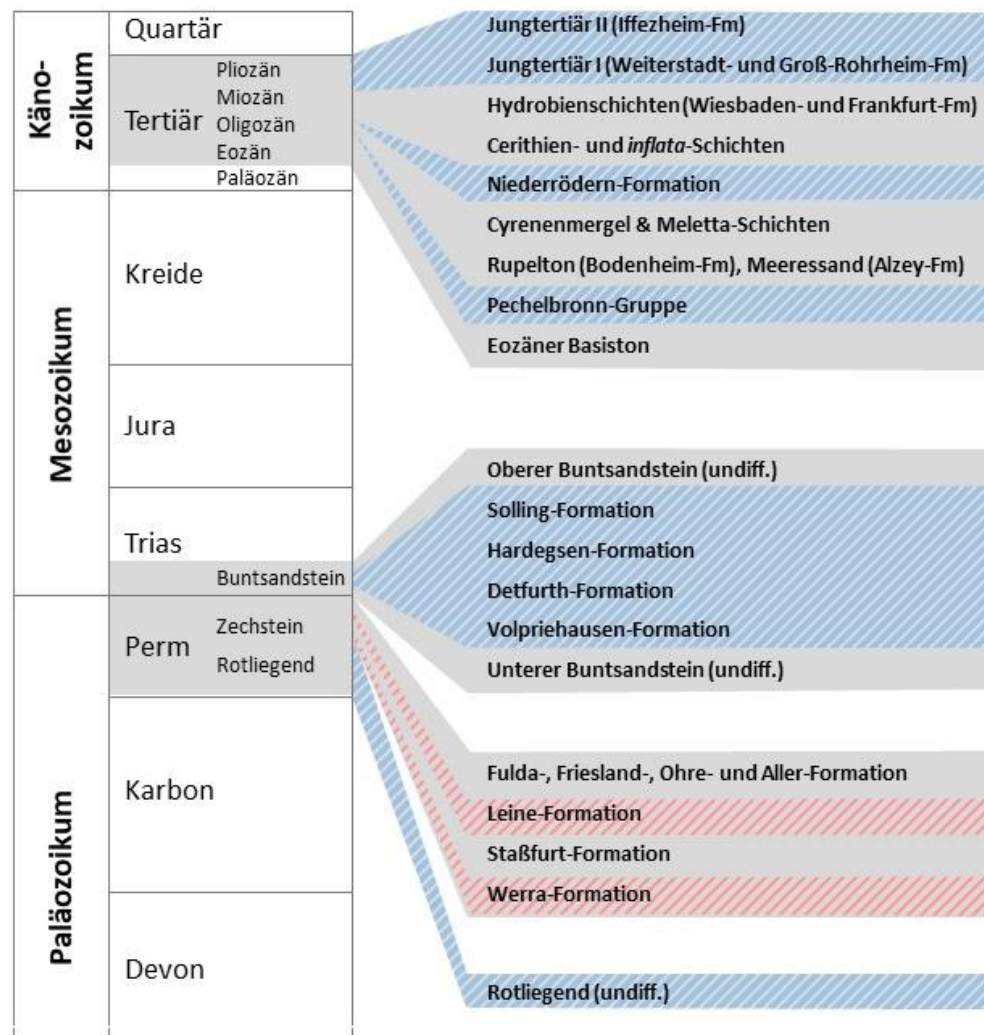 Käno-
zoikum
Quartär
Tertiär
Pliozän
Miozän
Oligozän
Eozän
Paläozän
Mesozoikum
Kreide
Jura
Trias
Buntsandstein
Paläozoikum
Perm
Zechstein
Rotliegend
Karbon
Devon
Jungtertiär II (Iffezheim-Fm)
Jungtertiär I (Weiterstadt- und Groß-Rohrheim-Fm)
Hydrobienschichten (Wiesbaden- und Frankfurt-Fm)
Cerithien- und inflata-Schichten
Niederrödern-Formation
Cyrenenmergel & Meletta-Schichten
Rupelton (Bodenheim-Fm), Meeressand (Alzey-Fm)
Pechelbronn-Gruppe
Eozäner Basiston
Oberer Buntsandstein (undiff.)
Solling-Formation
Hardegsen-Formation
Detfurth-Formation
Volpriehausen-Formation
Unterer Buntsandstein (undiff.)
Fulda-, Friesland-, Ohre- und Aller-Formation
Leine-Formation
Staßfurt-Formation
Werra-Formation
Rotliegend (undiff.)